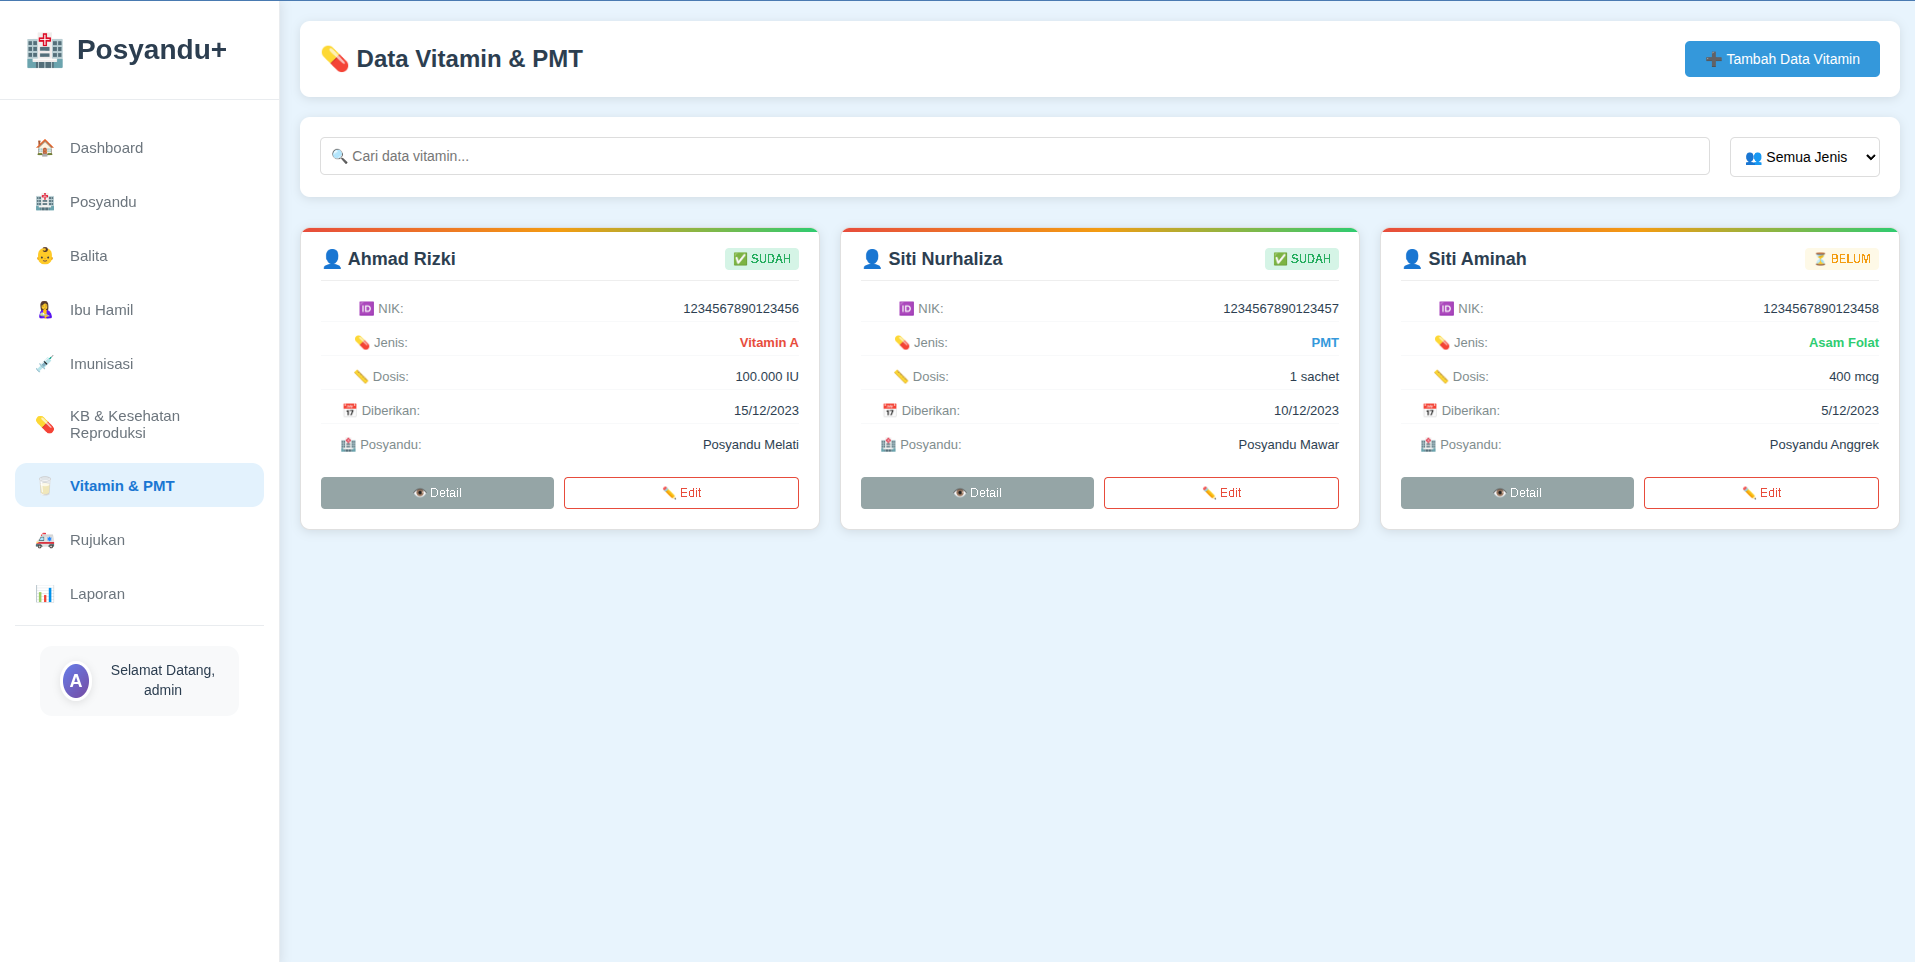 Posyandu+
Dashboard
Posyandu
Balita
Ibu Hamil
Imunisasi
KB & Kesehatan
Reproduksi
Vitamin & PMT
Rujukan
Laporan
A
Selamat Datang,
admin
Data Vitamin & PMT
➕ Tambah Data Vitamin
🔍 Cari data vitamin...
👥 Semua Jenis
👤 Ahmad Rizki
✅ SUDAH
🆔 NIK: 1234567890123456
💊 Jenis: Vitamin A
📏 Dosis: 100.000 IU
📅 Diberikan: 15/12/2023
🏥 Posyandu: Posyandu Melati
👁️ Detail
✏️ Edit
👤 Siti Nurhaliza
✅ SUDAH
🆔 NIK: 1234567890123457
💊 Jenis: PMT
📏 Dosis: 1 sachet
📅 Diberikan: 10/12/2023
🏥 Posyandu: Posyandu Mawar
👁️ Detail
✏️ Edit
👤 Siti Aminah
⏳ BELUM
🆔 NIK: 1234567890123458
💊 Jenis: Asam Folat
📏 Dosis: 400 mcg
📅 Diberikan: 5/12/2023
🏥 Posyandu: Posyandu Anggrek
👁️ Detail
✏️ Edit